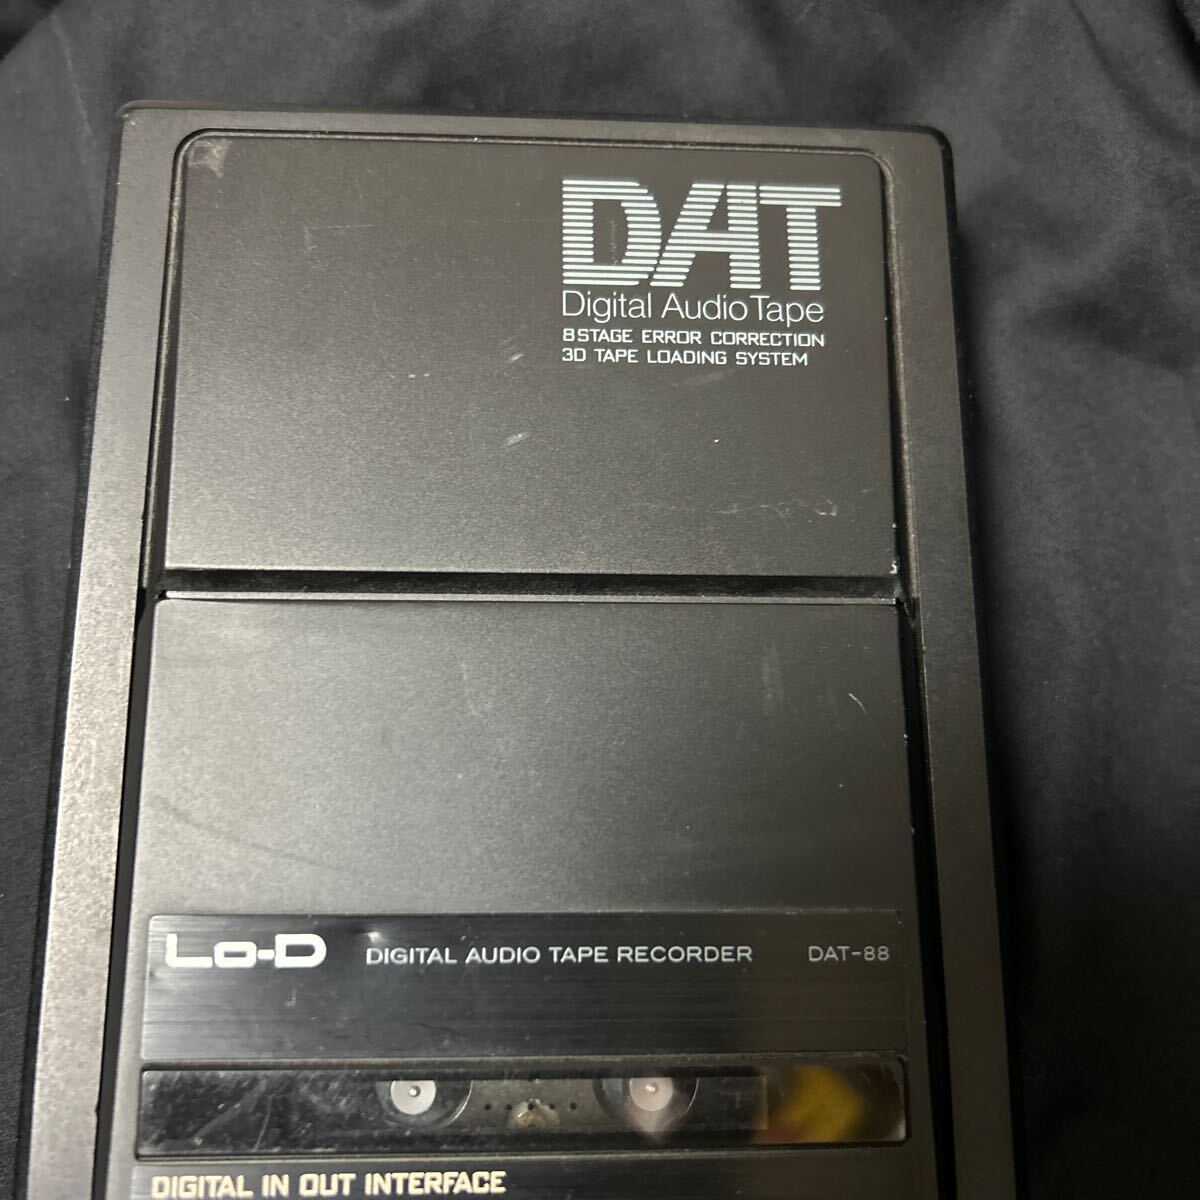 DAT
Digital Audio Tape
8 STAGE ERROR CORRECTION
3D TAPE LOADING SYSTEM
Lo-D DIGITAL AUDIO TAPE RECORDER DAT-88
DIGITAL IN OUT INTERFACE